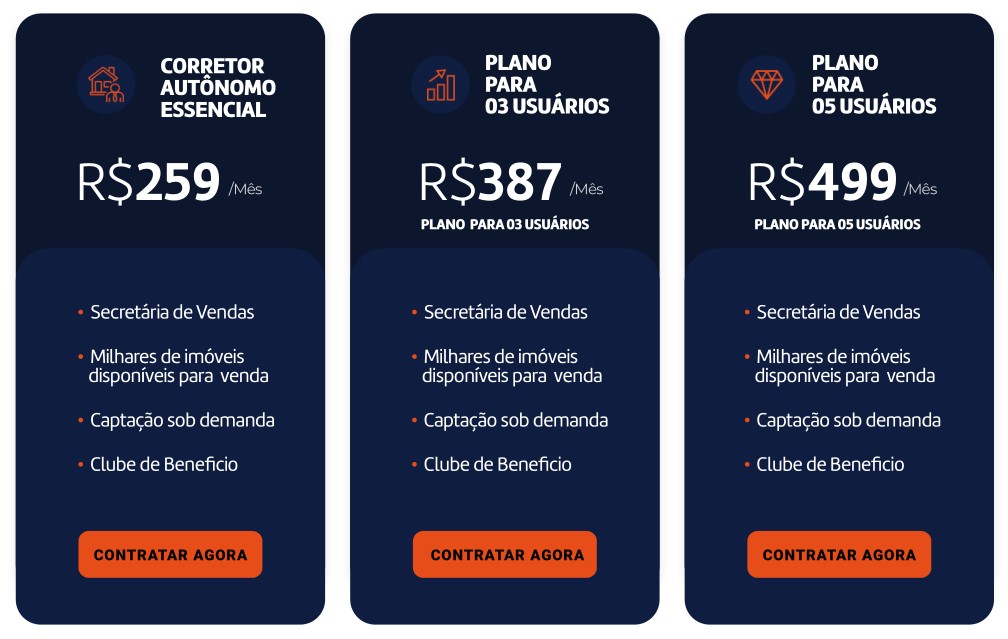 CORRETOR
AUTÔNOMO
ESSENCIAL
R$259 /Mês
• Secretária de Vendas
• Milhares de imóveis
disponíveis para venda
• Captação sob demanda
• Clube de Beneficio
CONTRATAR AGORA
PLANO
PARA
03 USUÁRIOS
R$387 /Mês
PLANO PARA 03 USUÁRIOS
• Secretária de Vendas
• Milhares de imóveis
disponíveis para venda
• Captação sob demanda
• Clube de Beneficio
CONTRATAR AGORA
PLANO
PARA
05 USUÁRIOS
R$499 /Mês
PLANO PARA 05 USUÁRIOS
• Secretária de Vendas
• Milhares de imóveis
disponíveis para venda
• Captação sob demanda
• Clube de Beneficio
CONTRATAR AGORA